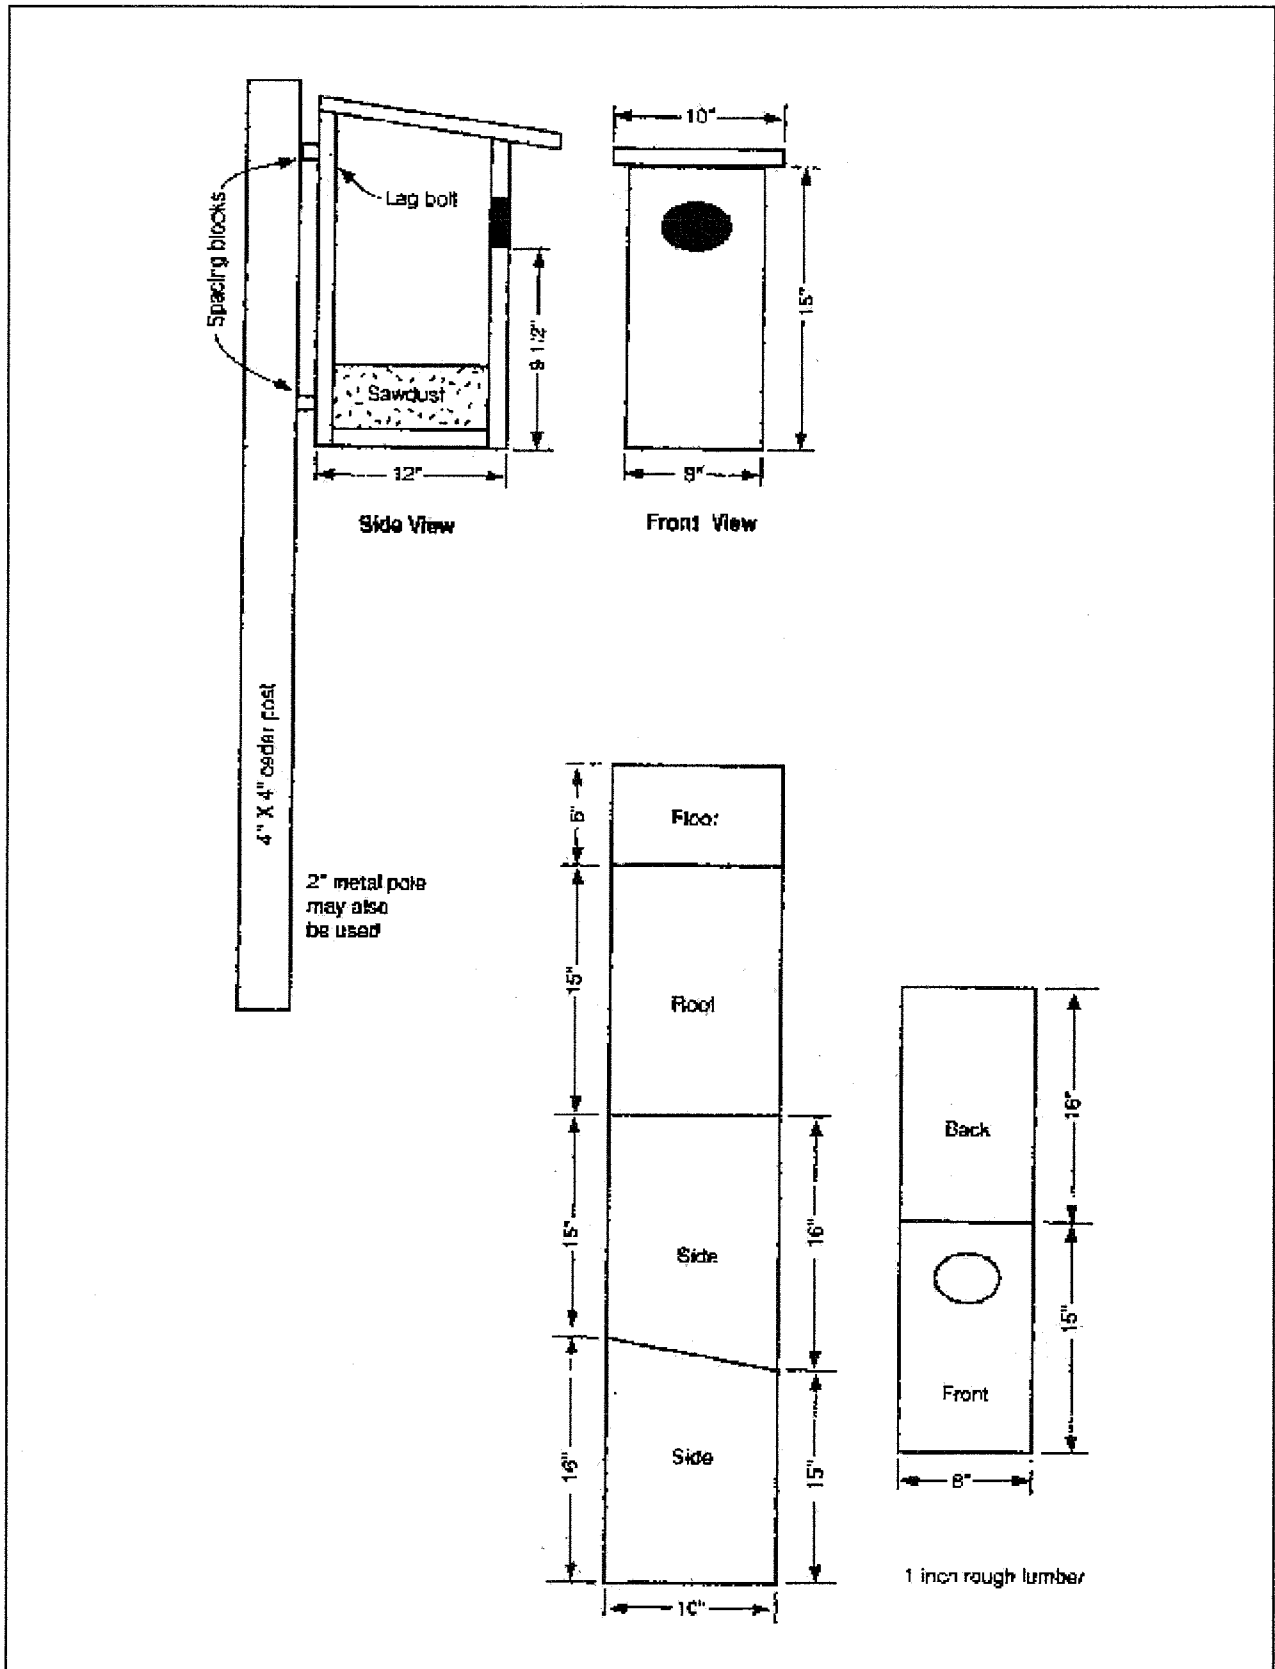 10"
Lag bolt
Spacing blocks
15"
9 1/2"
Sawdust
12"
8"
Side View
Front View
4" X 4" cedar post
2" metal pole
may also
be used
6"
Floor
15"
Roof
15"
Side
16"
16"
Side
15"
10"
Back
16"
Front
15"
8"
1 inch rough lumber